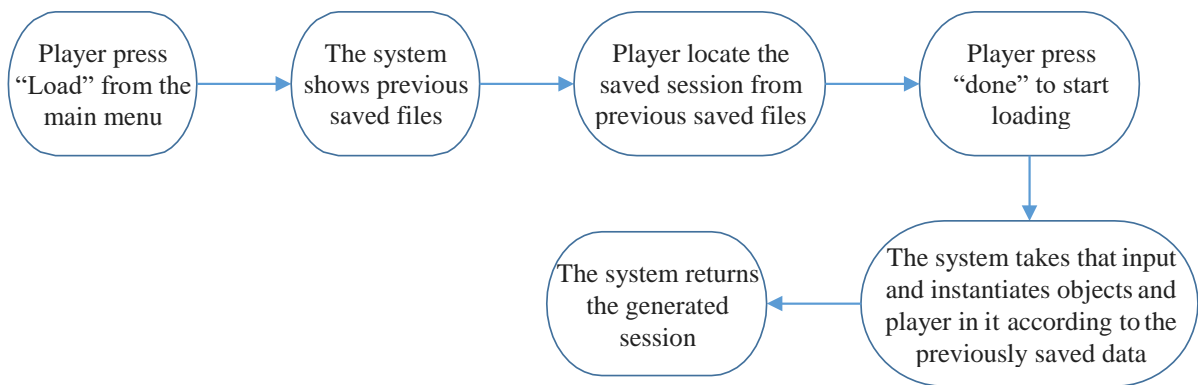 Player press
“Load” from the
main menu
The system
shows previous
saved files
Player locate the
saved session from
previous saved files
Player press
“done” to start
loading
The system takes that input
and instantiates objects and
player in it according to the
previously saved data
The system returns
the generated
session